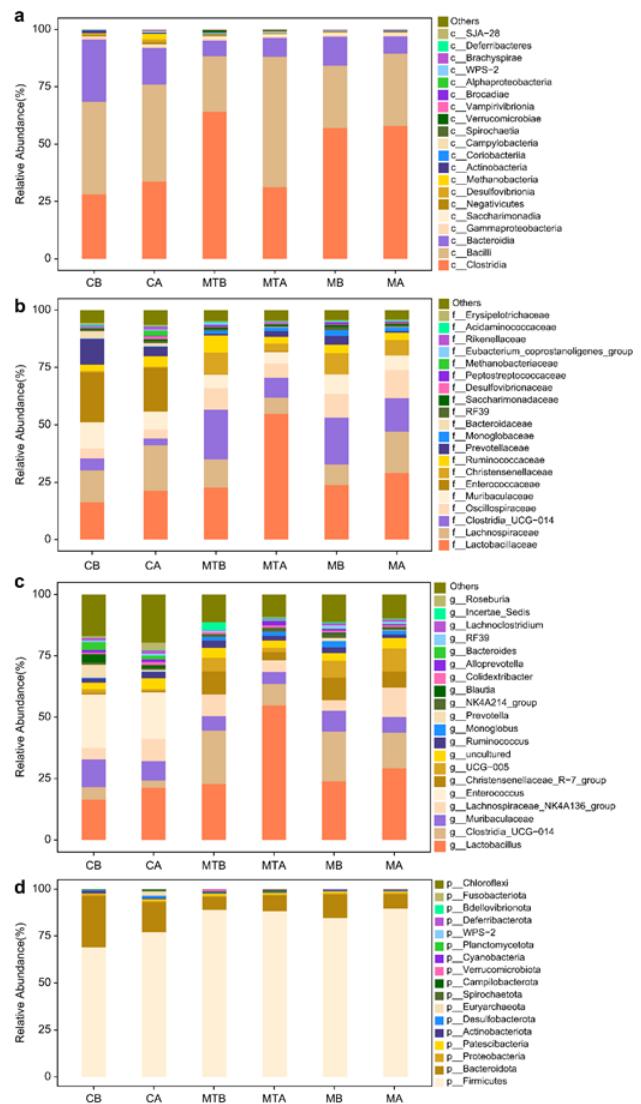 a
Relative Abundance(%)
100
75
50
25
0
CB CA MTB MTA MB MA
Others
c__SJA-28
c__Deferribacteres
c__Brachyspirae
c__WPS-2
c__Alphaproteobacteria
c__Brocadiae
c__Vampirivibrionia
c__Verrucomicrobiae
c__Spirochaetia
c__Campylobacteria
c__Coriobacteriia
c__Actinobacteria
c__Methanobacteria
c__Desulfovibrionia
c__Negativicutes
c__Saccharimonadia
c__Gammaproteobacteria
c__Bacteroidia
c__Bacilli
c__Clostridia
b
Relative Abundance(%)
100
75
50
25
0
CB CA MTB MTA MB MA
Others
f__Erysipelotrichaceae
f__Acidaminococcaceae
f__Rikenellaceae
f__Eubacterium_coprostanoligenes_group
f__Methanobacteriaceae
f__Peptostreptococcaceae
f__Desulfovibrionaceae
f__Saccharimonadaceae
f__RF39
f__Bacteroidaceae
f__Monoglobaceae
f__Prevotellaceae
f__Ruminococcaceae
f__Christensenellaceae
f__Enterococcaceae
f__Muribaculaceae
f__Oscillospiraceae
f__Clostridia_UCG-014
f__Lachnospiraceae
f__Lactobacillaceae
c
Relative Abundance(%)
100
75
50
25
0
CB CA MTB MTA MB MA
Others
g__Roseburia
g__Incertae_Sedis
g__Lachnoclostridium
g__RF39
g__Bacteroides
g__Alloprevotella
g__Colidextribacter
g__Blautia
g__NK4A214_group
g__Prevotella
g__Monoglobus
g__Ruminococcus
g__uncultured
g__UCG-005
g__Christensenellaceae_R-7_group
g__Enterococcus
g__Lachnospiraceae_NK4A136_group
g__Muribaculaceae
g__Clostridia_UCG-014
g__Lactobacillus
d
Relative Abundance(%)
100
75
50
25
0
CB CA MTB MTA MB MA
p__Chloroflexi
p__Fusobacteriota
p__Bdellovibrionota
p__Deferribacterota
p__WPS-2
p__Planctomycetota
p__Cyanobacteria
p__Verrucomicrobiota
p__Campilobacterota
p__Spirochaetota
p__Euryarchaeota
p__Desulfobacterota
p__Actinobacteriota
p__Patescibacteria
p__Proteobacteria
p__Bacteroidota
p__Firmicutes